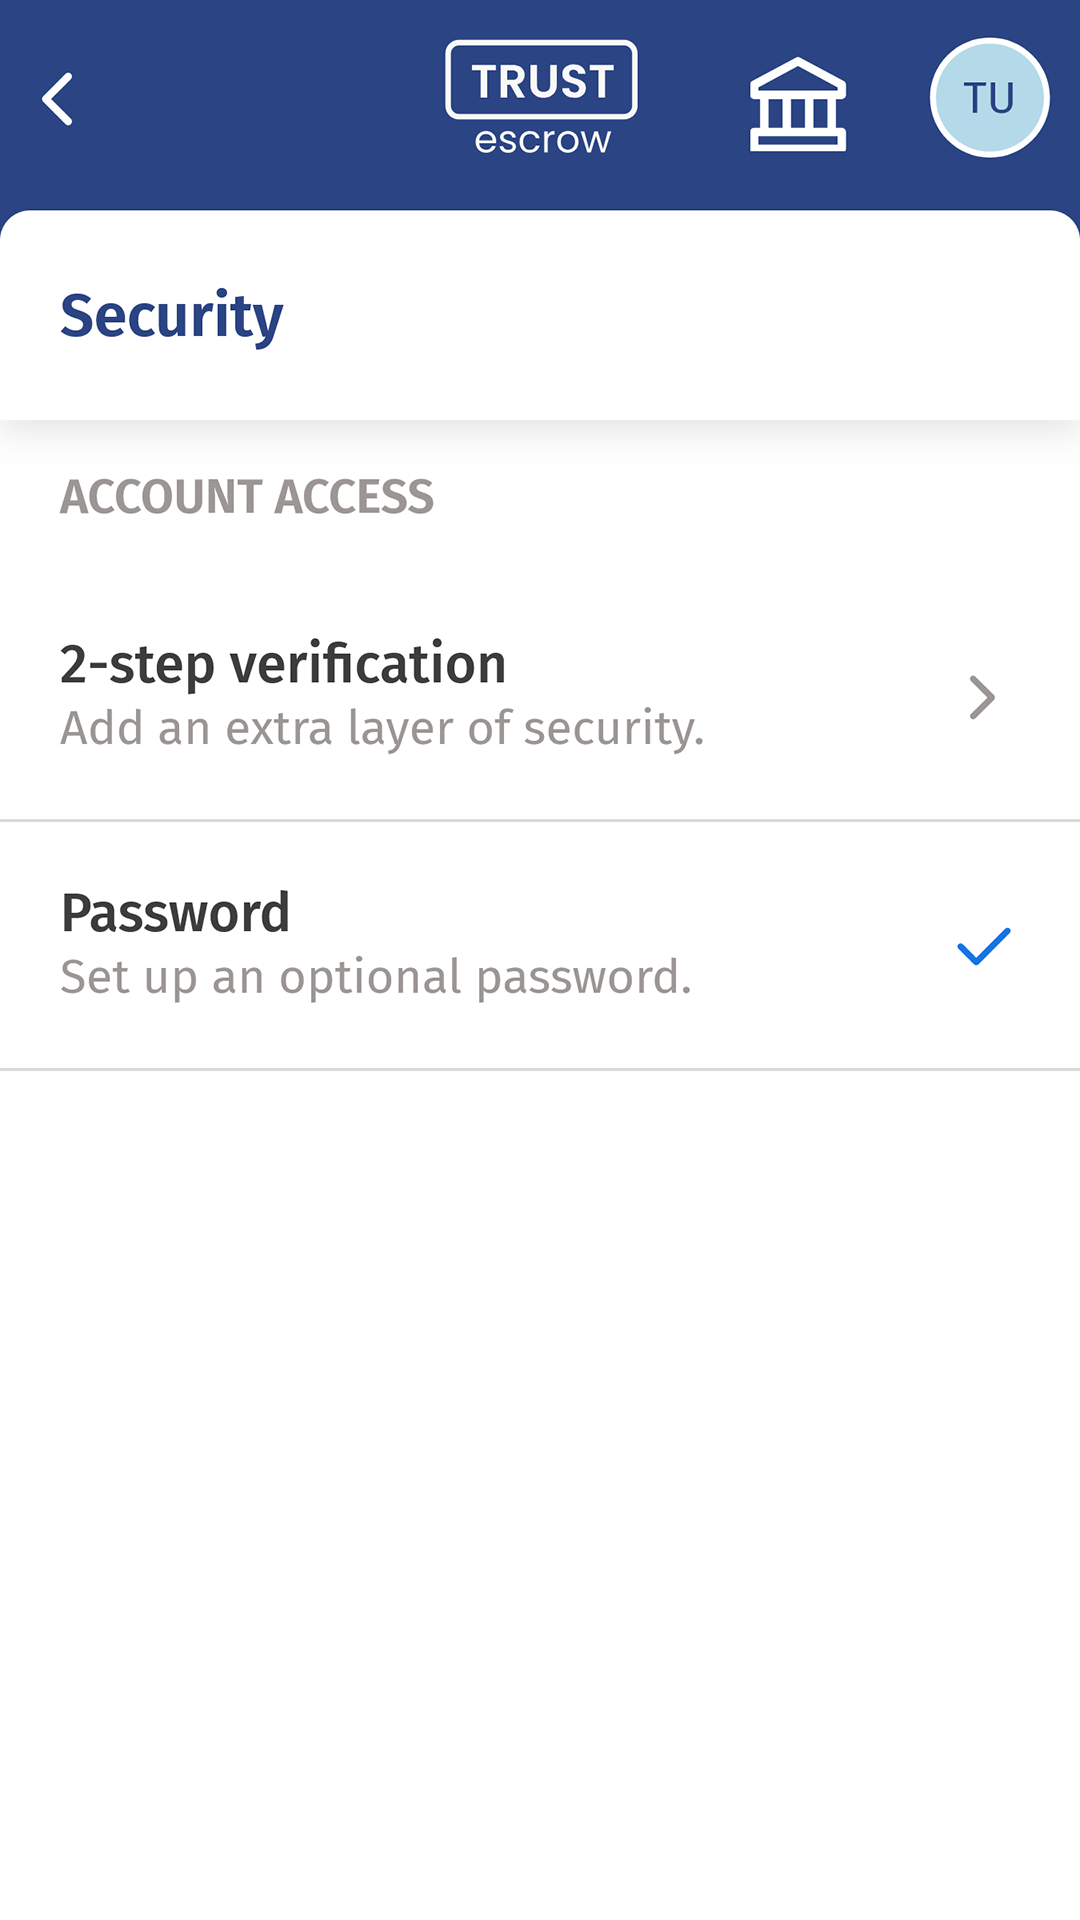 TRUST
escrow
TU
Security
ACCOUNT ACCESS
2-step verification
Add an extra layer of security.
Password
Set up an optional password.